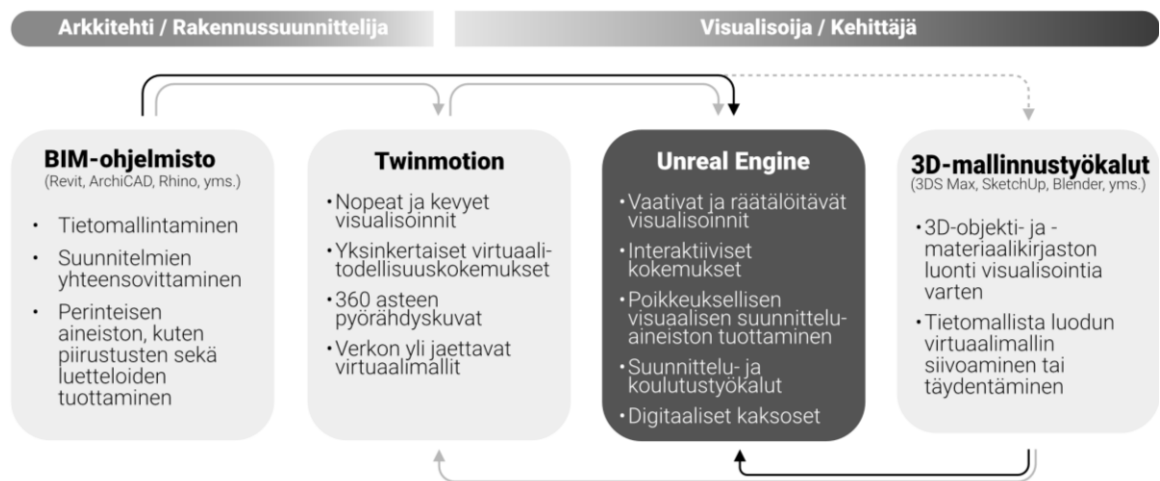 Arkkitehti / Rakennussuunnittelija
Visualisoija / Kehittäjä
BIM-ohjelmisto
(Revit, ArchiCAD, Rhino, yms.)
• Tietomallintaminen
• Suunnitelmien
yhteensovittaminen
• Perinteisen
aineiston, kuten
piirustusten sekä
luetteloiden
tuottaminen
Twinmotion
•Nopeat ja kevyet
visualisoinnit
•Yksinkertaiset virtuaali-
todellisuuskokemukset
•360 asteen
pyörähdyskuvat
•Verkon yli jaettavat
virtuaalimallit
Unreal Engine
•Vaativat ja räätälöitävät
visualisoinnit
•Interaktiiviset
kokemukset
•Poikkeuksellisen
visuaalisen suunnittelu-
aineiston tuottaminen
•Suunnittelu- ja
koulutustyökalut
•Digitaaliset kaksoset
3D-mallinnustyökalut
(3DS Max, SketchUp, Blender, yms.)
•3D-objekti- ja -
materiaalikirjaston
luonti visualisointia
varten
•Tietomallista luodun
virtuaalimallin
siivoaminen tai
täydentäminen